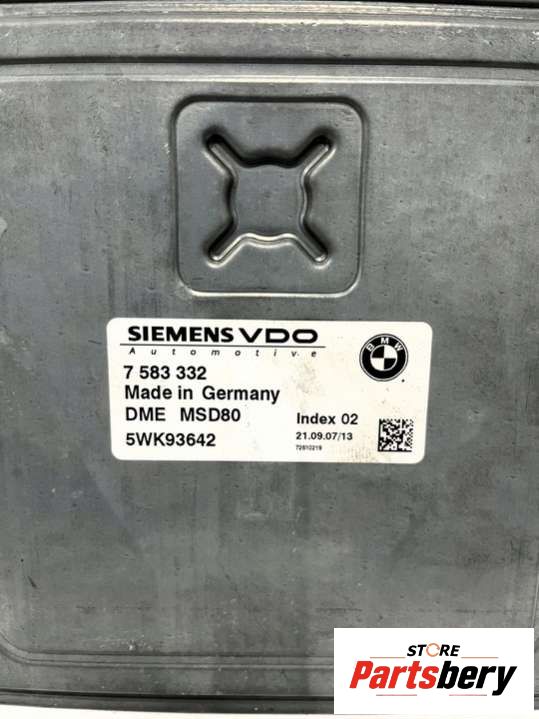 SIEMENS VDO
Automotive
BMW
7 583 332
Made in Germany
DME MSD80
Index 02
5WK93642
21.09.07/13
72810219
STORE
Partsbery